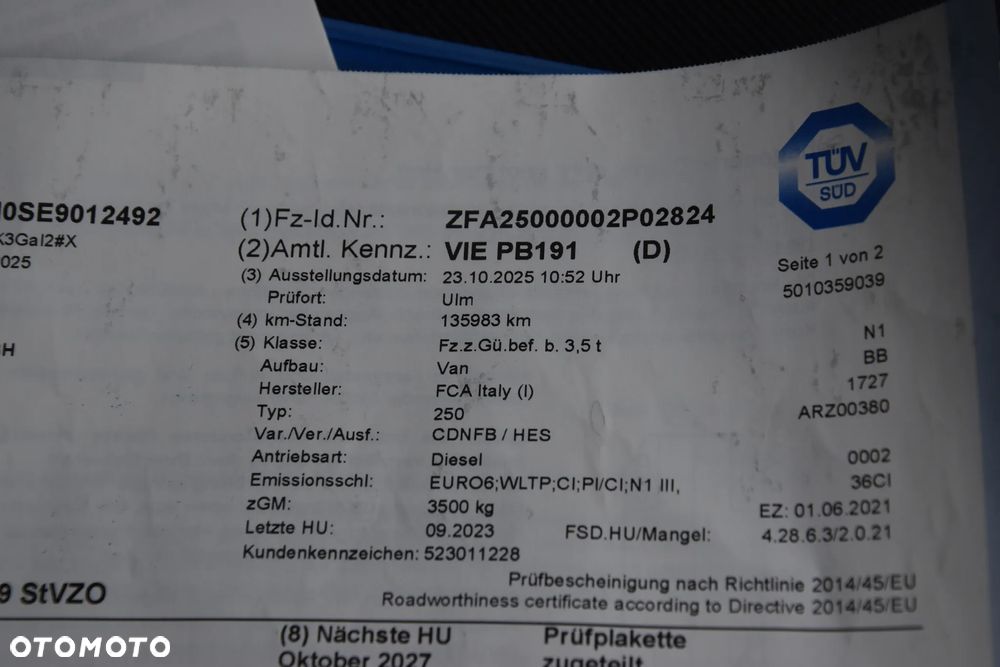 TÜV
SÜD
0SE9012492
K3Gal2#X
025
(1)Fz-Id.Nr.: ZFA25000002P02824
(2)Amtl. Kennz.: VIE PB191 (D)
Seite 1 von 2
(3) Ausstellungsdatum: 23.10.2025 10:52 Uhr
5010359039
Prüfort: Ulm
(4) km-Stand: 135983 km
(5) Klasse: Fz.z.Gü.bef. b. 3,5 t N1
H
Aufbau: Van BB
Hersteller: FCA Italy (I) 1727
Typ: 250 ARZ00380
Var./Ver./Ausf.: CDNFB / HES
Antriebsart: Diesel 0002
Emissionsschl: EURO6;WLTP;CI;PI/CI;N1 III, 36CI
zGM: 3500 kg EZ: 01.06.2021
Letzte HU: 09.2023 FSD.HU/Mangel: 4.28.6.3/2.0.21
Kundenkennzeichen: 523011228
Prüfbescheinigung nach Richtlinie 2014/45/EU
9 StVZO
Roadworthiness certificate according to Directive 2014/45/EU
(8) Nächste HU Prüfplakette
Oktober 2027 zugeteilt
OTOMOTO